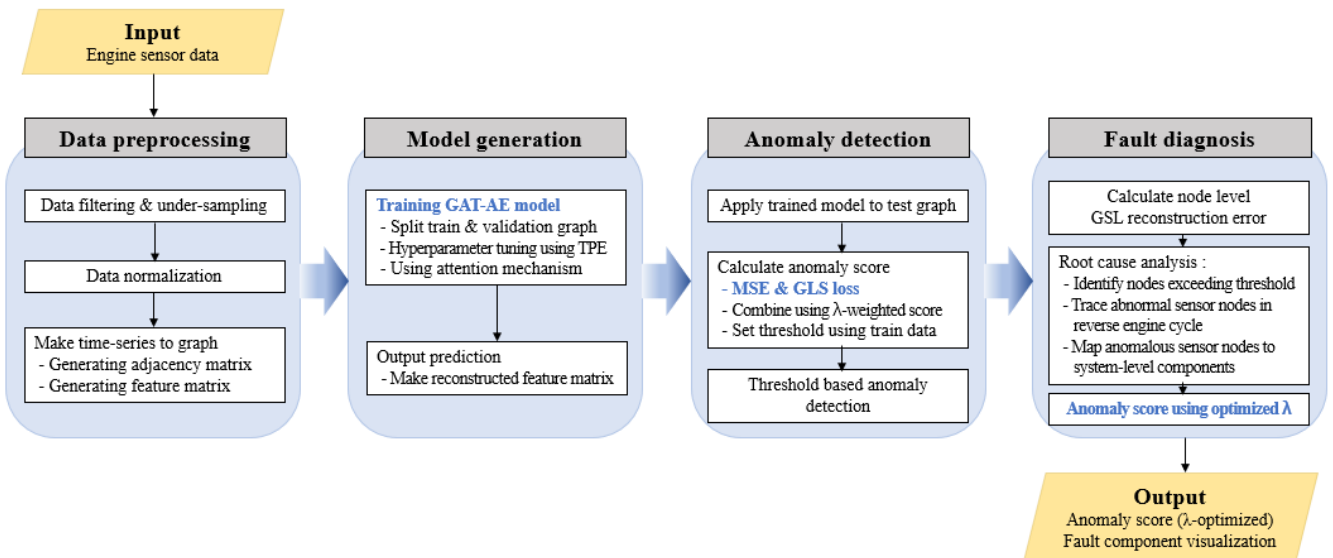 Input
Engine sensor data
Data preprocessing
Data filtering & under-sampling
Data normalization
Make time-series to graph
- Generating adjacency matrix
- Generating feature matrix
Model generation
Training GAT-AE model
- Split train & validation graph
- Hyperparameter tuning using TPE
- Using attention mechanism
Output prediction
- Make reconstructed feature matrix
Anomaly detection
Apply trained model to test graph
Calculate anomaly score
- MSE & GLS loss
- Combine using λ-weighted score
- Set threshold using train data
Threshold based anomaly
detection
Fault diagnosis
Calculate node level
GSL reconstruction error
Root cause analysis :
- Identify nodes exceeding threshold
- Trace abnormal sensor nodes in
reverse engine cycle
- Map anomalous sensor nodes to
system-level components
Anomaly score using optimized λ
Output
Anomaly score (λ-optimized)
Fault component visualization